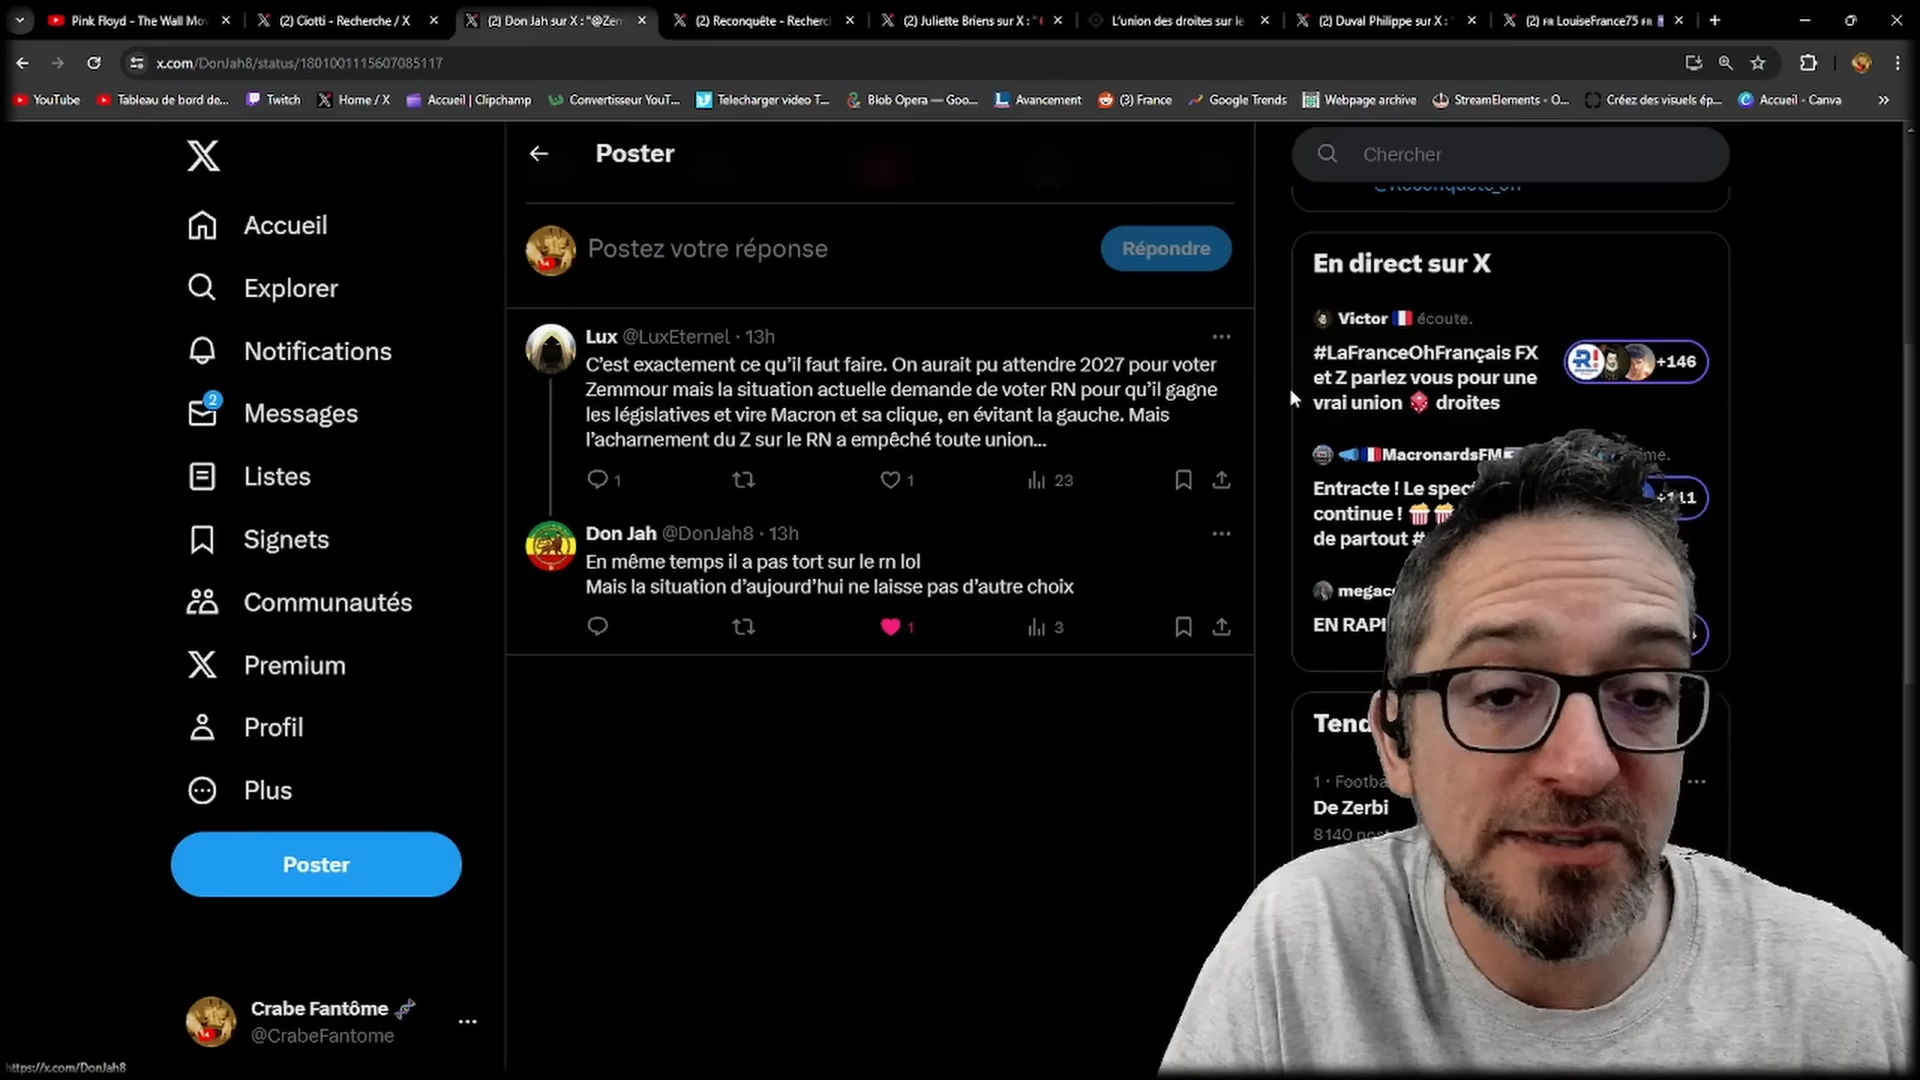 Pink Floyd - The Wall Mov
(2) Ciotti - Recherche / X
(2) Don Jah sur X : "@Zem
(2) Reconquête - Recherc
(2) Juliette Briens sur X :
L'union des droites sur le
(2) Duval Philippe sur X :
(2) FR LouiseFrance75 FR
x.com/DonJah8/status/1801001115607085117
YouTube
Tableau de bord de...
Twitch
Home / X
Accueil | Clipchamp
Convertisseur YouT...
Telecharger video T...
Blob Opera — Goo...
Avancement
(3) France
Google Trends
Webpage archive
StreamElements - O...
Créez des visuels ép...
Accueil - Canva
Accueil
Explorer
Notifications
2
Messages
Listes
Signets
Communautés
Premium
Profil
Plus
Poster
Crabe Fantôme
@CrabeFantome
https://x.com/DonJah8
Poster
Postez votre réponse
Répondre
Lux @LuxEternel · 13h
C'est exactement ce qu'il faut faire. On aurait pu attendre 2027 pour voter
Zemmour mais la situation actuelle demande de voter RN pour qu'il gagne
les législatives et vire Macron et sa clique, en évitant la gauche. Mais
l'acharnement du Z sur le RN a empêché toute union...
1
1
23
Don Jah @DonJah8 · 13h
En même temps il a pas tort sur le rn lol
Mais la situation d'aujourd'hui ne laisse pas d'autre choix
1
3
Chercher
En direct sur X
Victor écoute.
#LaFranceOhFrançais FX
et Z parlez vous pour une
vrai union droites
R!
+146
MacronardsFM
Entracte ! Le spec
continue !
de partout #
megac
EN RAPI
Tend
1 · Footba
De Zerbi
8 140 pos